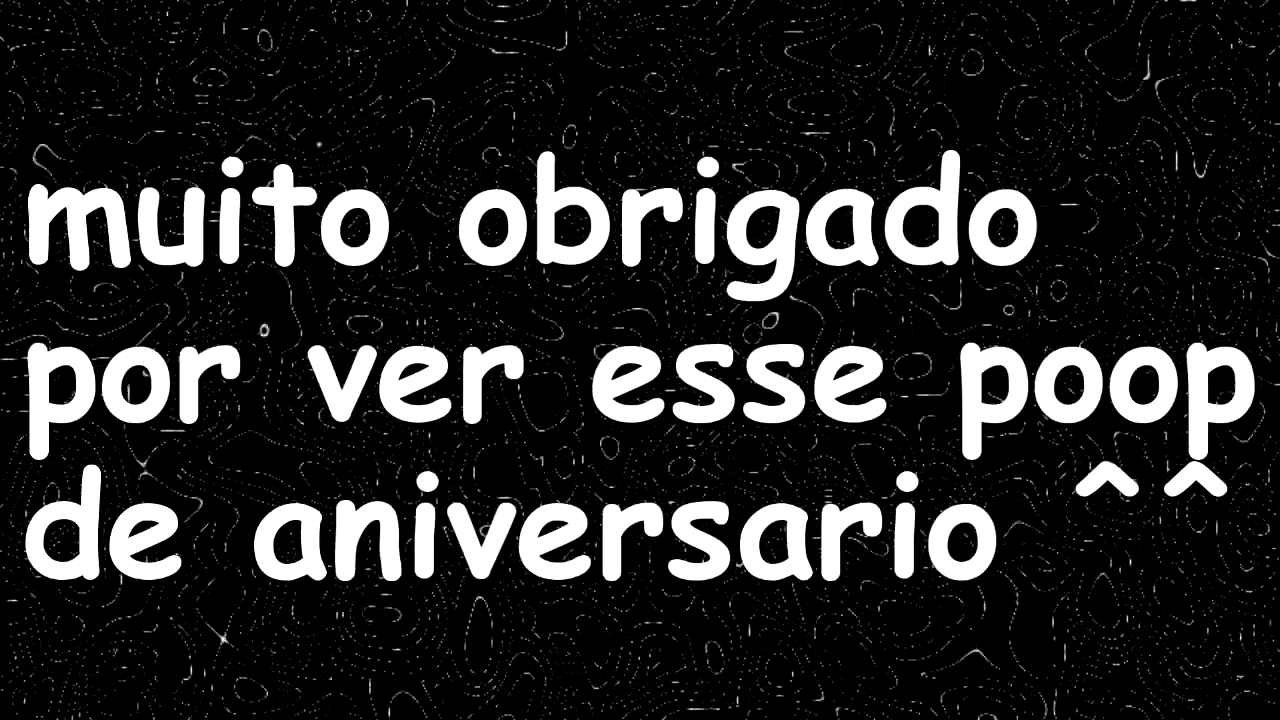 muito obrigado
por ver esse poop
de aniversario ^^